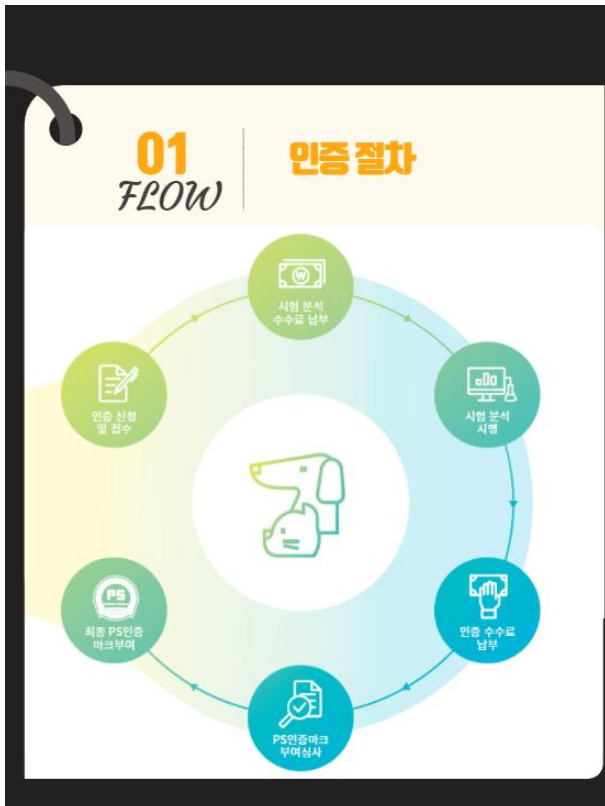 01
FLOW
인증 절차
시험 분석
수수료 납부
시험 분석
시행
인증 수수료
납부
PS인증마크
부여심사
PS
최종 PS인증
마크부여
인증 신청
및 접수